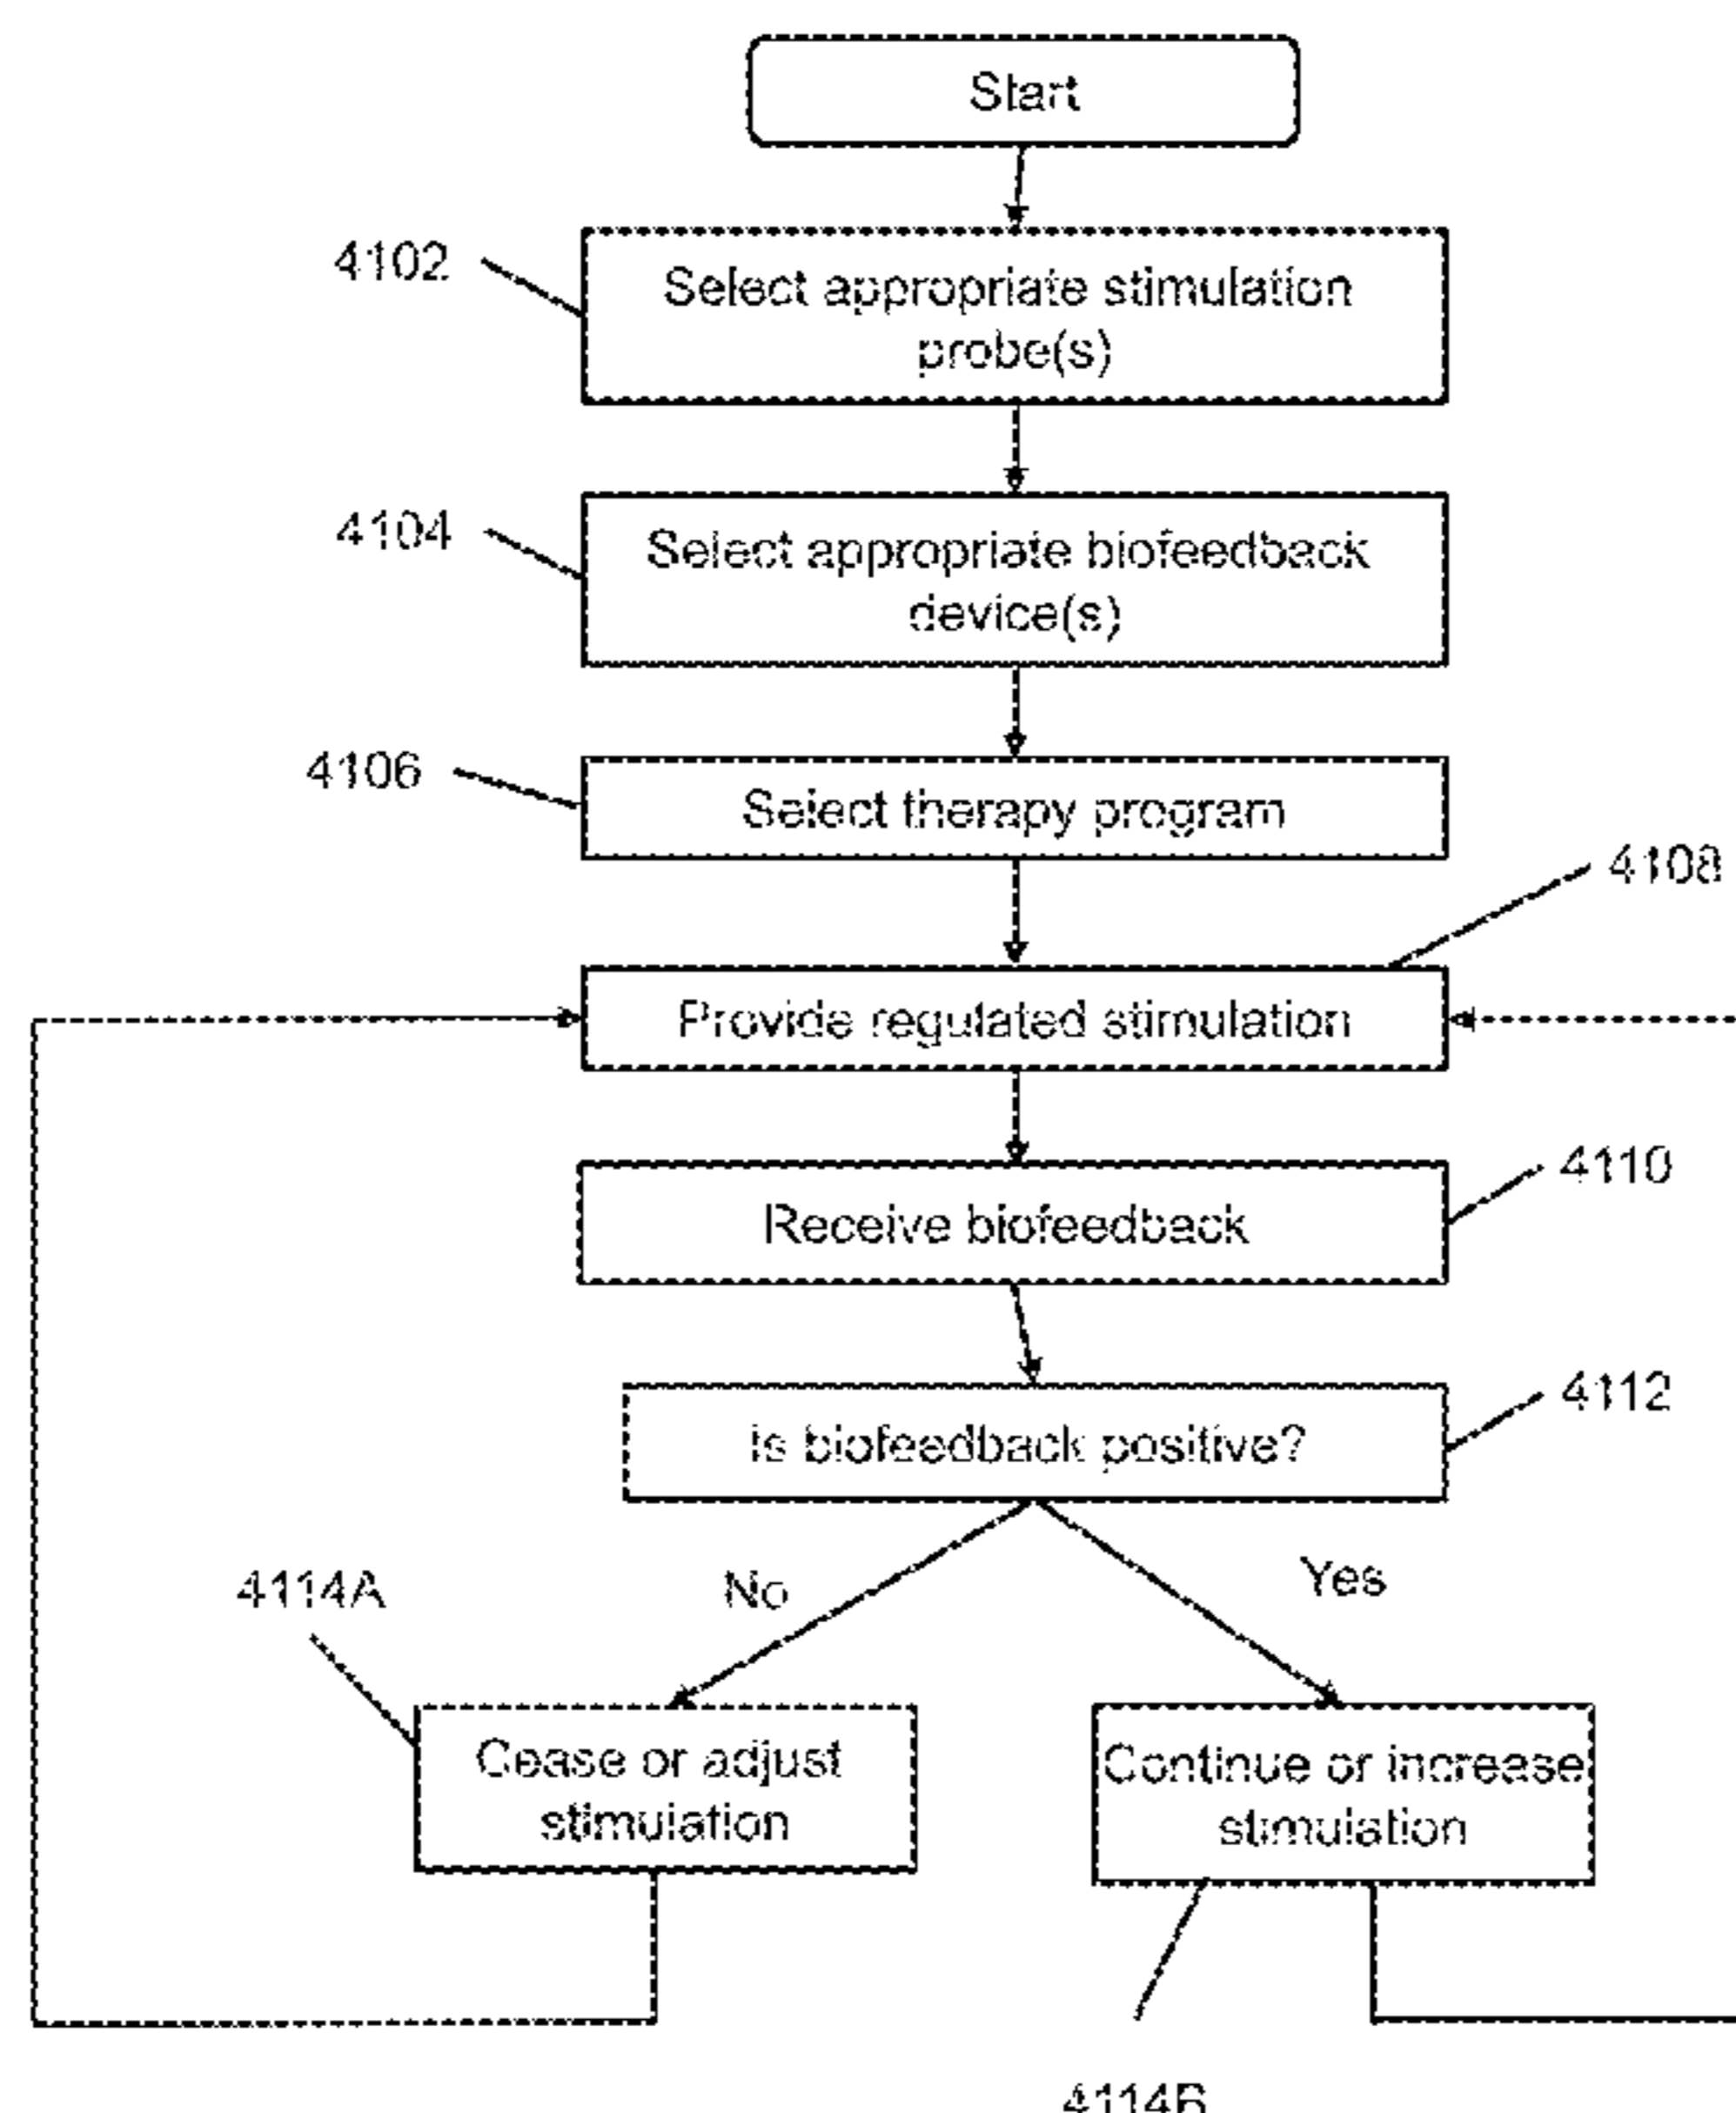 Start
4102
Select appropriate stimulation
probe(s)
4104
Select appropriate biofeedback
device(s)
4106
Select therapy program
4108
Provide regulated stimulation
4110
Receive biofeedback
4112
Is biofeedback positive?
4114A
No
Yes
Cease or adjust
stimulation
Continue or increase
stimulation
4114B